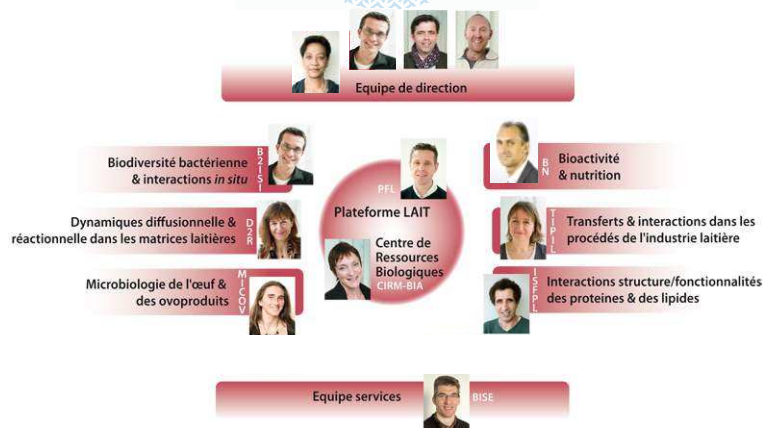 Equipe de direction
Biodiversité bactérienne
& interactions in situ
B2ISI
PFL
BN
Bioactivité
& nutrition
Dynamiques diffusionnelle &
réactionnelle dans les matrices laitières
D2R
Plateforme LAIT
Centre de
Ressources
Biologiques
CIRM-BIA
TIPIL
Transferts & interactions dans les
procédés de l'industrie laitière
Microbiologie de l'œuf &
des ovoproduits
MICOV
ISFPL
Interactions structure/fonctionnalités
des proteines & des lipides
Equipe services
BISE